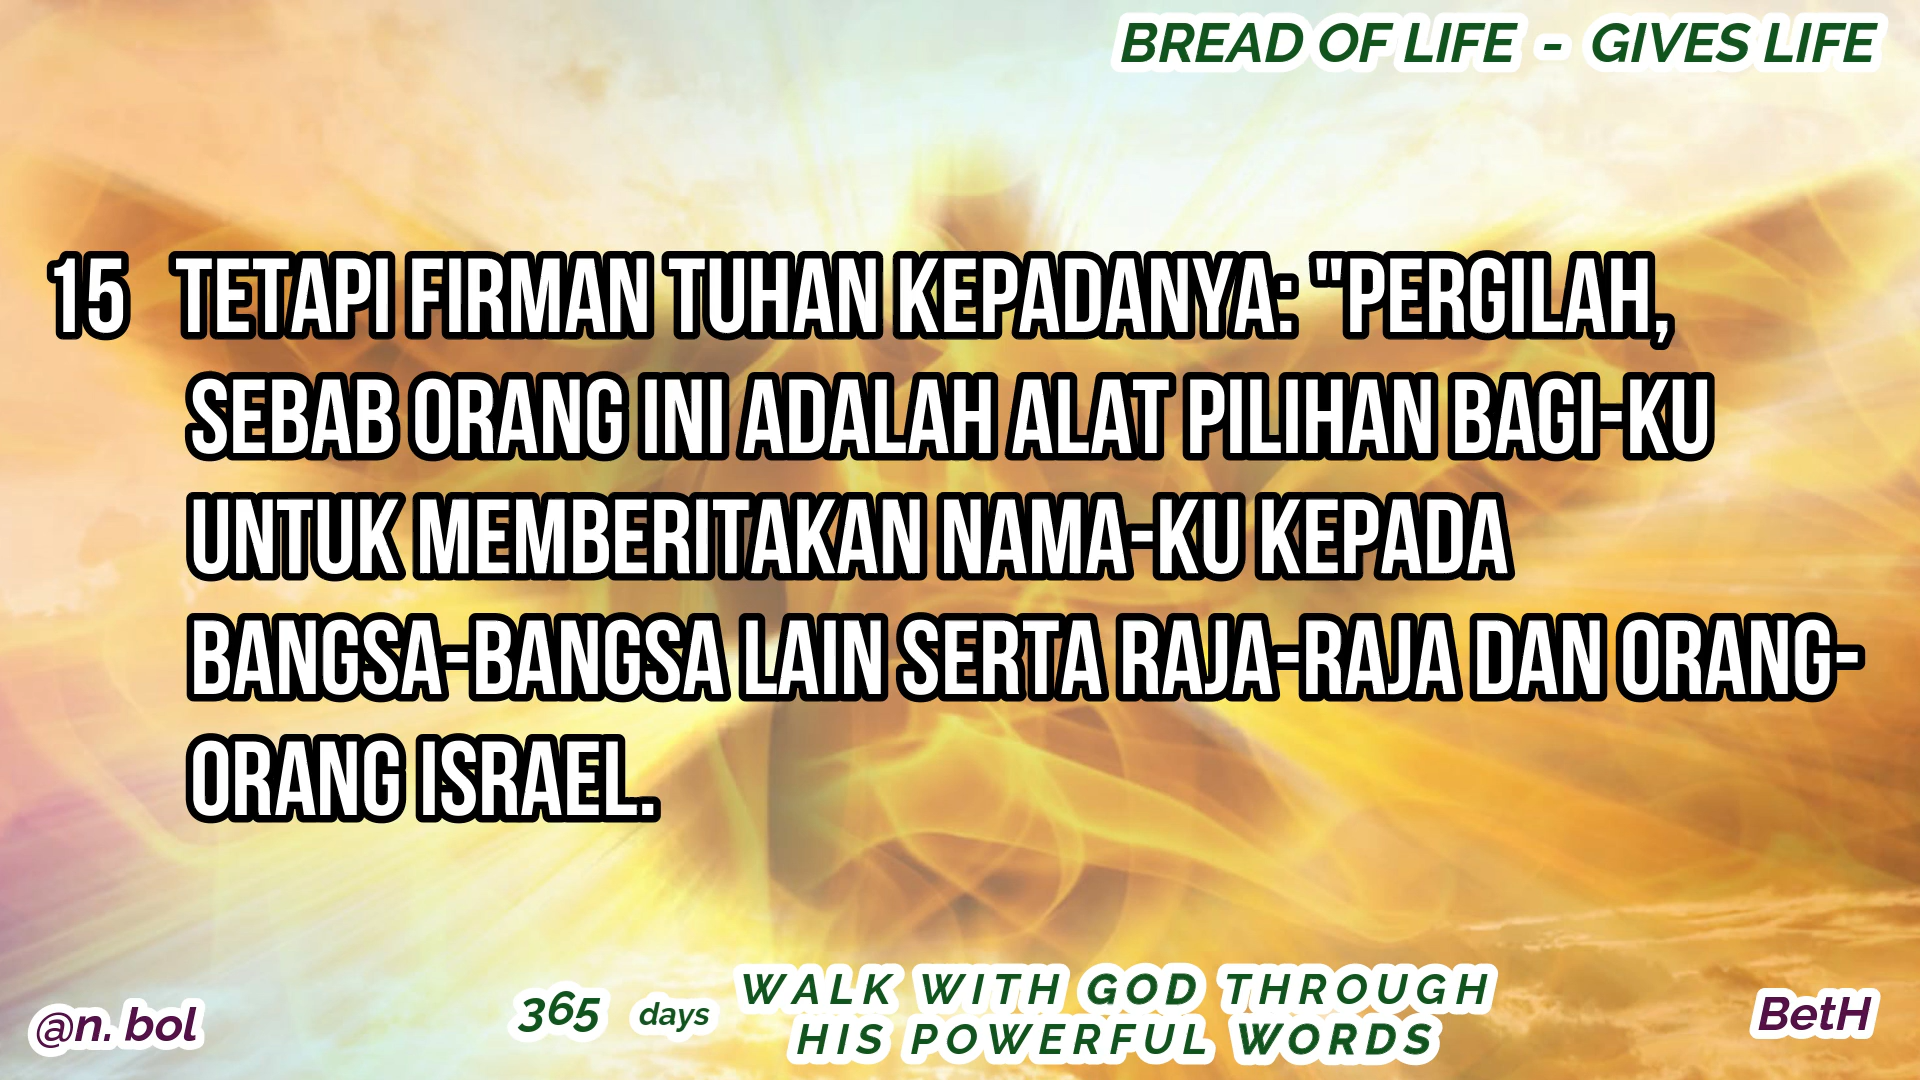 BREAD OF LIFE - GIVES LIFE
15 TETAPI FIRMAN TUHAN KEPADANYA: "PERGILAH,
SEBAB ORANG INI ADALAH ALAT PILIHAN BAGI-KU
UNTUK MEMBERITAKAN NAMA-KU KEPADA
BANGSA-BANGSA LAIN SERTA RAJA-RAJA DAN ORANG-
ORANG ISRAEL.
@n. bol
365 days
WALK WITH GOD THROUGH
HIS POWERFUL WORDS
BetH